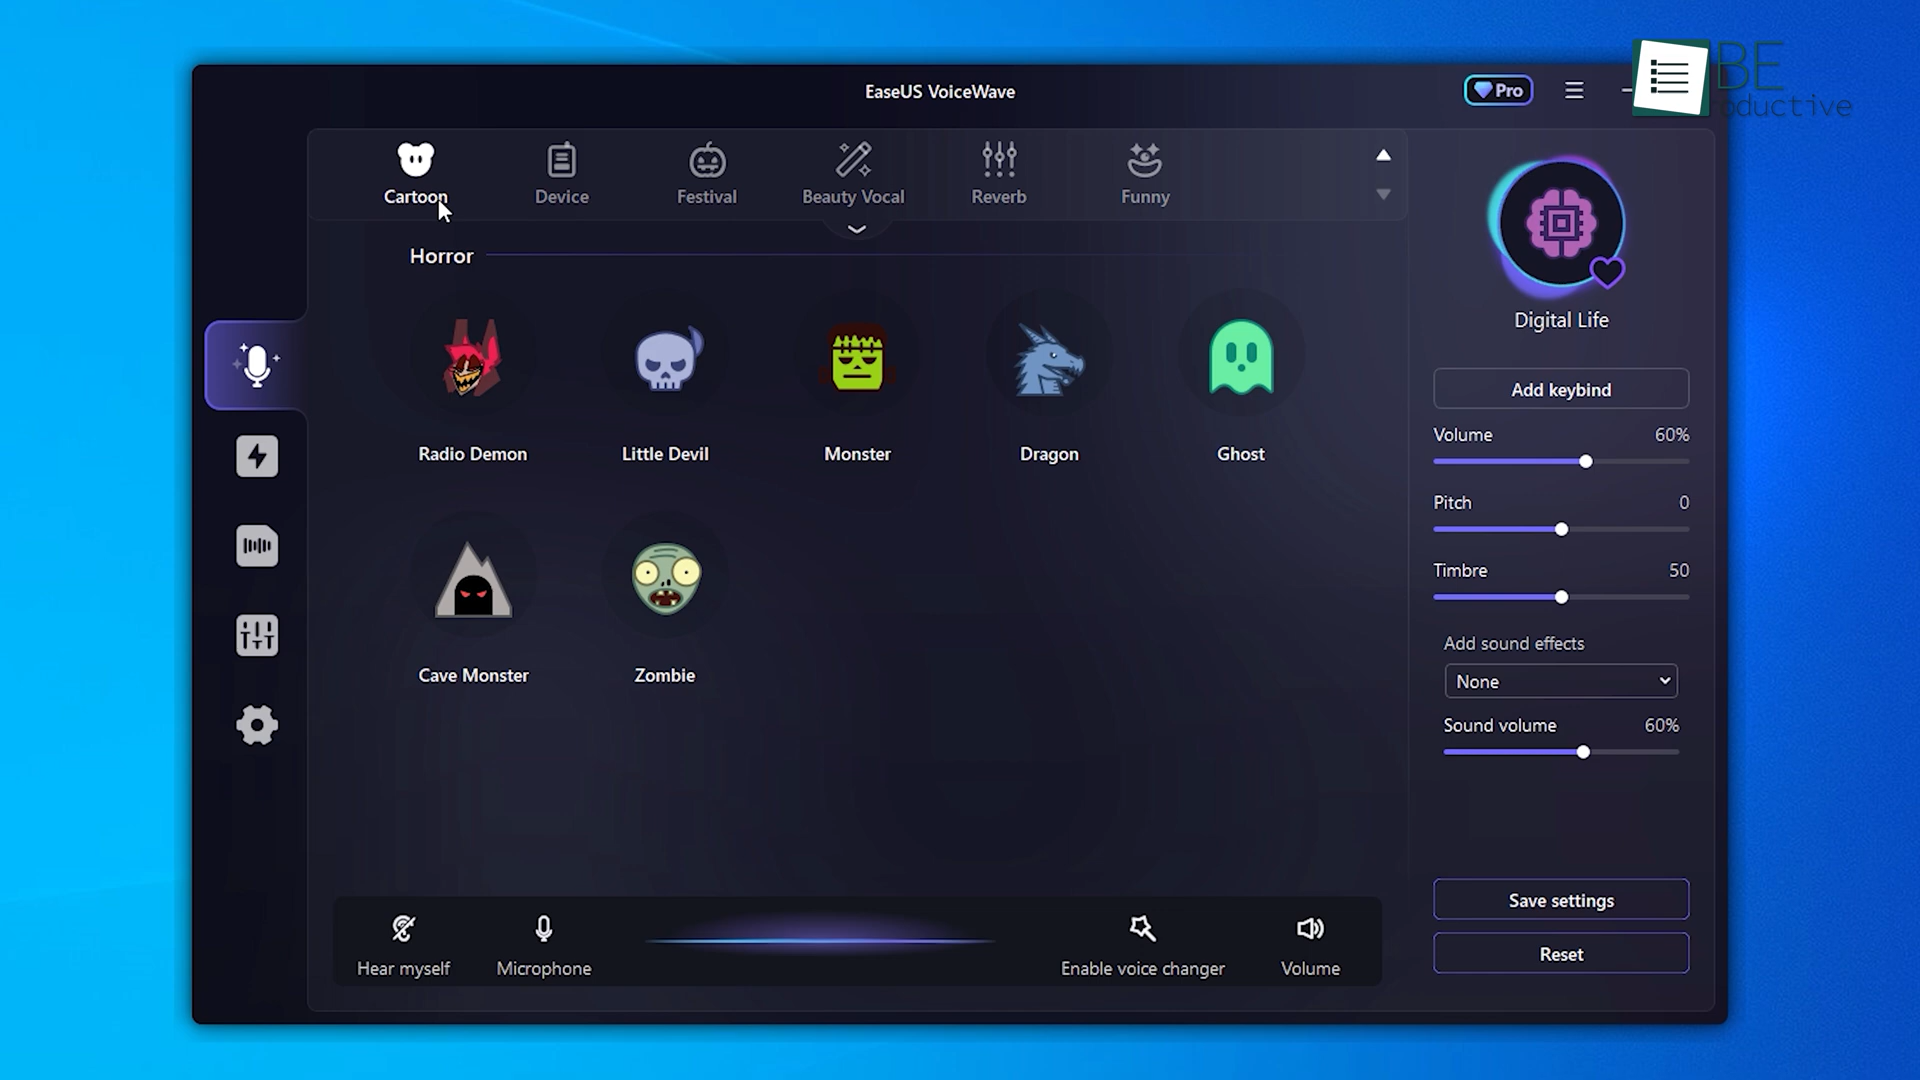 EaseUS VoiceWave
Pro
BE
roductive
Cartoon
Device
Festival
Beauty Vocal
Reverb
Funny
Horror
Radio Demon
Little Devil
Monster
Dragon
Ghost
Cave Monster
Zombie
Hear myself
Microphone
Enable voice changer
Volume
Digital Life
Add keybind
Volume 60%
Pitch 0
Timbre 50
Add sound effects
None
Sound volume 60%
Save settings
Reset